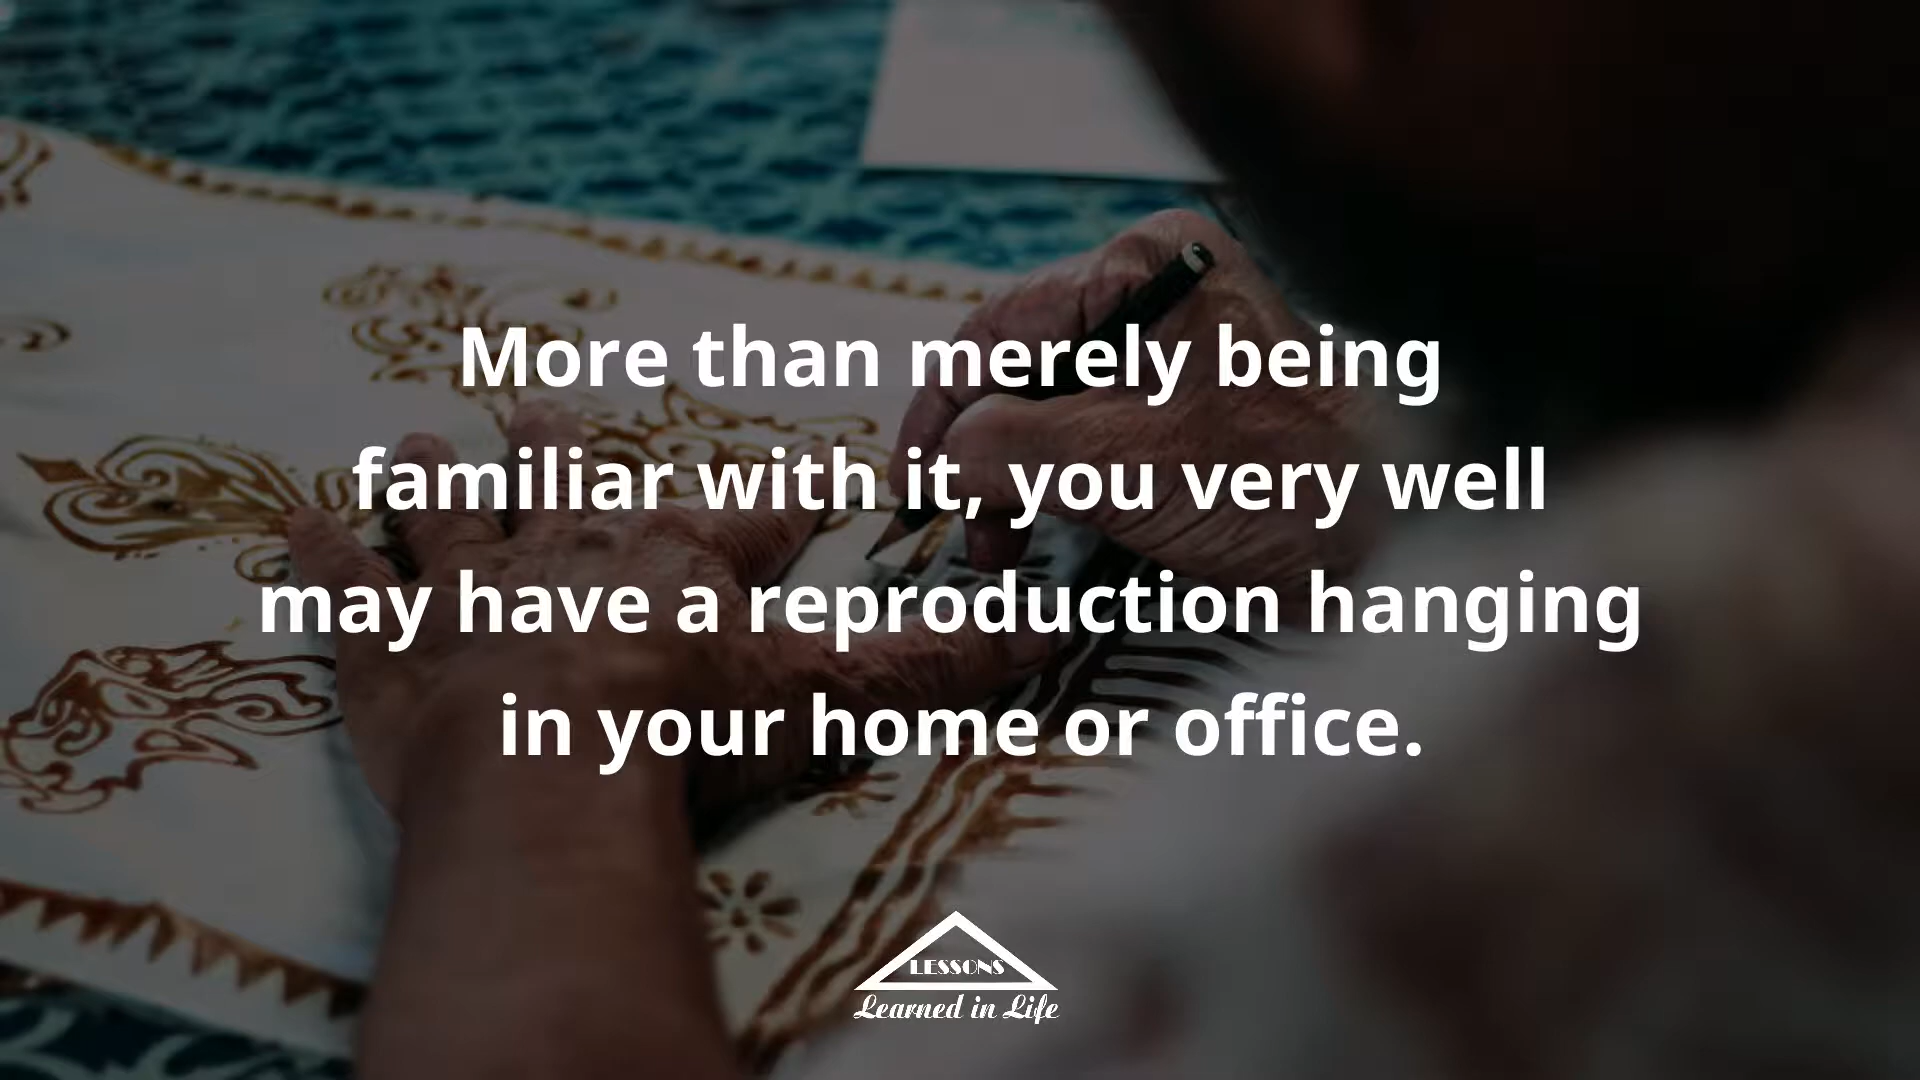 More than merely being
familiar with it, you very well
may have a reproduction hanging
in your home or office.
LESSONS
Learned in Life